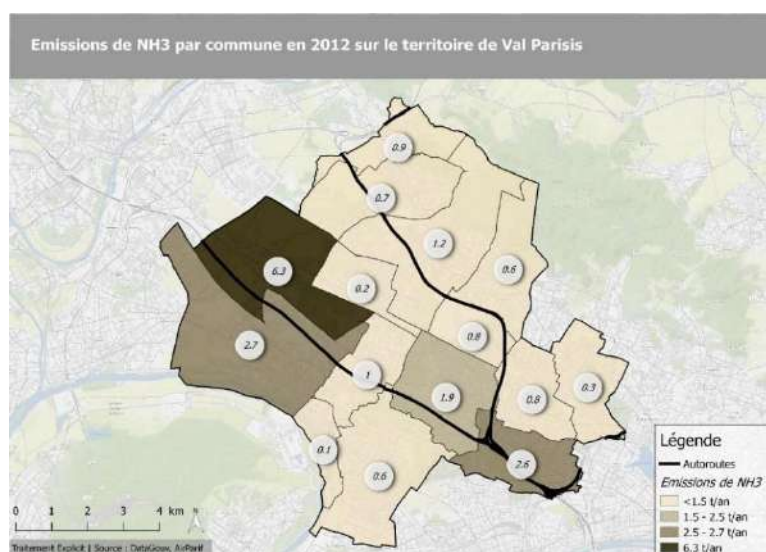 Emissions de NH3 par commune en 2012 sur le territoire de Val Parisis
0.9
0.7
1.2
0.6
6.3
0.2
2.7
0.8
1
1.9
0.8
0.3
0.1
0.6
2.6
Légende
Autoroutes
Emissions de NH3
<1.5 t/an
1.5 - 2.5 t/an
2.5 - 2.7 t/an
6.3 t/an
0 1 2 3 4 km
N
Traitement Explicit | Source : DataGouv, AirParif